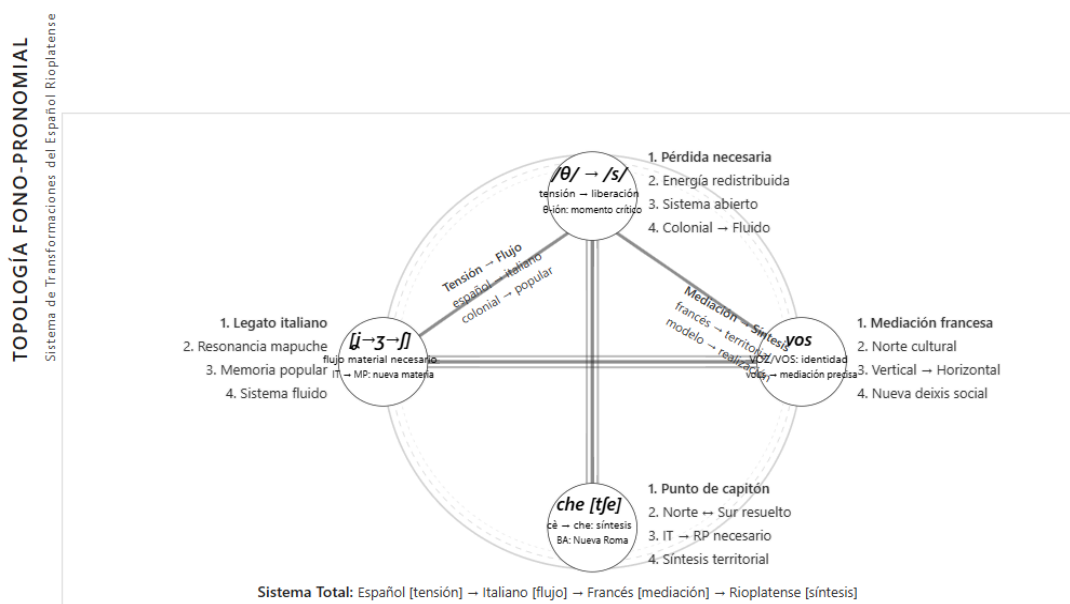 TOPOLOGÍA FONO-PRONOMIAL
Sistema de Transformaciones del Español Rioplatense
/θ/ → /s/
tensión → liberación
θ-ión: momento crítico
1. Pérdida necesaria
2. Energía redistribuida
3. Sistema abierto
4. Colonial → Fluido
Tensión → Flujo
español → italiano
colonial → popular
Mediación → Síntesis
francés → territorial
modelo → realización
1. Legato italiano
2. Resonancia mapuche
3. Memoria popular
4. Sistema fluido
[ʝ→ʒ→ʃ]
flujo material necesario
IT → MP: nueva materia
vos
VOZ/VOS: identidad
vous → mediación precisa
1. Mediación francesa
2. Norte cultural
3. Vertical → Horizontal
4. Nueva deixis social
che [tʃe]
cè → che: síntesis
BA: Nueva Roma
1. Punto de capitón
2. Norte ↔ Sur resuelto
3. IT → RP necesario
4. Síntesis territorial
Sistema Total: Español [tensión] → Italiano [flujo] → Francés [mediación] → Rioplatense [síntesis]